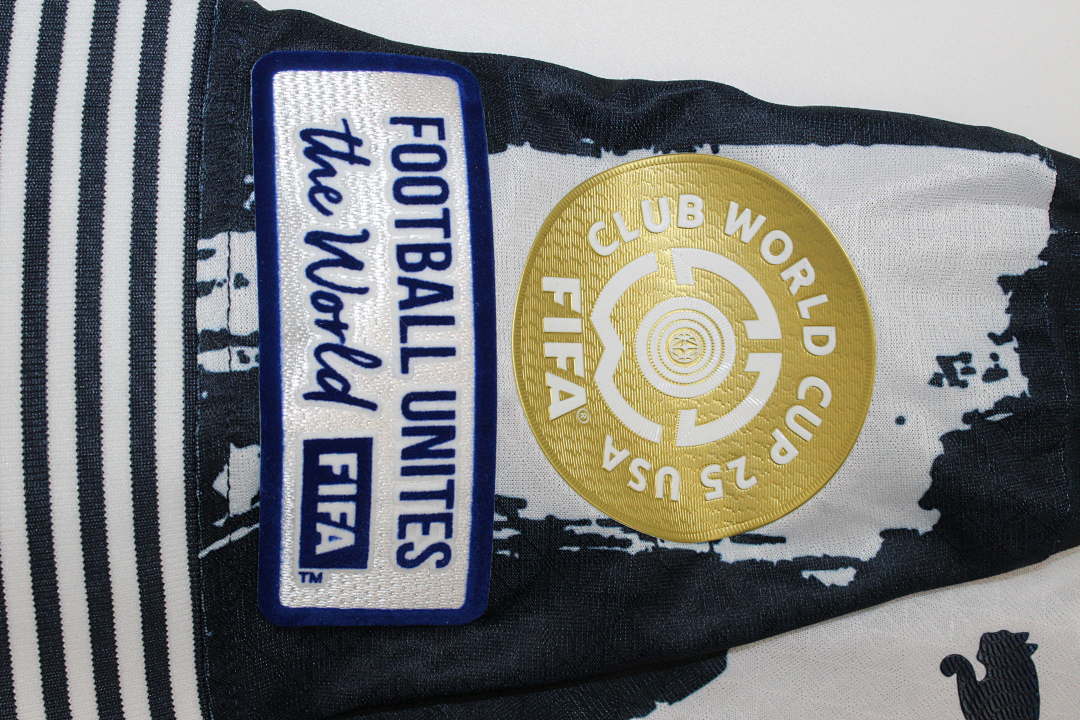 FOOTBALL UNITES
the World FIFA
TM
FIFA®
CLUB WORLD CUP 25 USA